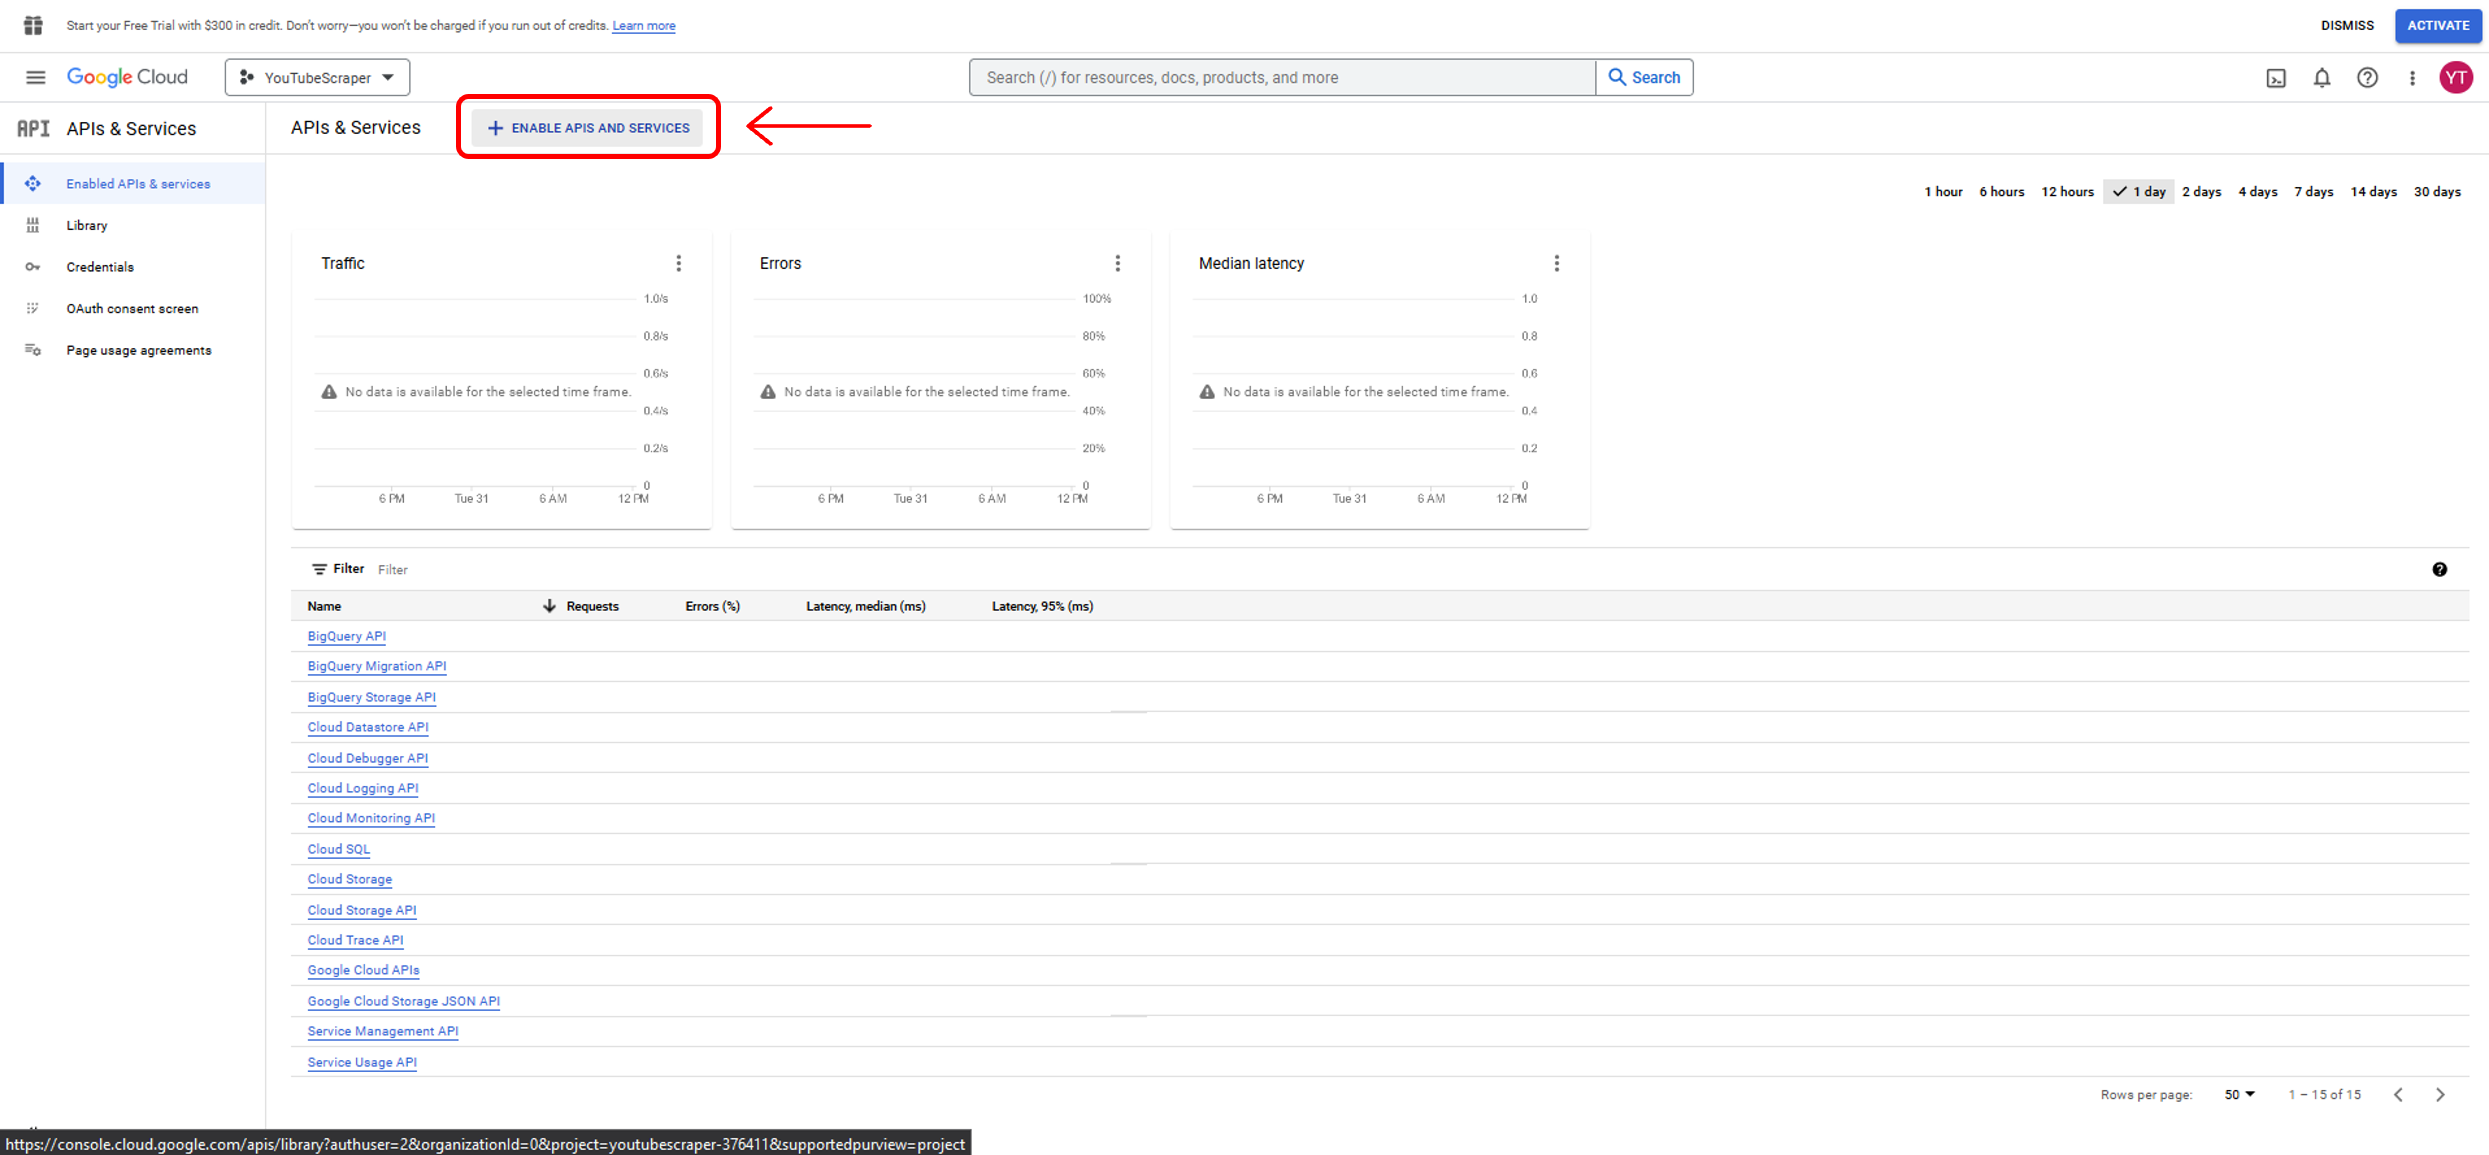 Start your Free Trial with $300 in credit. Don't worry—you won't be charged if you run out of credits. Learn more
DISMISS
ACTIVATE
Google Cloud
YouTubeScraper
Search (/) for resources, docs, products, and more
Search
YT
API APIs & Services
APIs & Services
ENABLE APIS AND SERVICES
Enabled APIs & services
Library
Credentials
OAuth consent screen
Page usage agreements
1 hour 6 hours 12 hours 1 day 2 days 4 days 7 days 14 days 30 days
Traffic
1.0/s
0.8/s
0.6/s
No data is available for the selected time frame.
0.4/s
0.2/s
0
6 PM Tue 31 6 AM 12 PM
Errors
100%
80%
60%
No data is available for the selected time frame.
40%
20%
0
6 PM Tue 31 6 AM 12 PM
Median latency
1.0
0.8
0.6
No data is available for the selected time frame.
0.4
0.2
0
6 PM Tue 31 6 AM 12 PM
Filter Filter
Name Requests Errors (%) Latency, median (ms) Latency, 95% (ms)
BigQuery API
BigQuery Migration API
BigQuery Storage API
Cloud Datastore API
Cloud Debugger API
Cloud Logging API
Cloud Monitoring API
Cloud SQL
Cloud Storage
Cloud Storage API
Cloud Trace API
Google Cloud APIs
Google Cloud Storage JSON API
Service Management API
Service Usage API
Rows per page: 50 1 – 15 of 15
https://console.cloud.google.com/apis/library?authuser=2&organizationId=0&project=youtubescraper-376411&supportedpurview=project